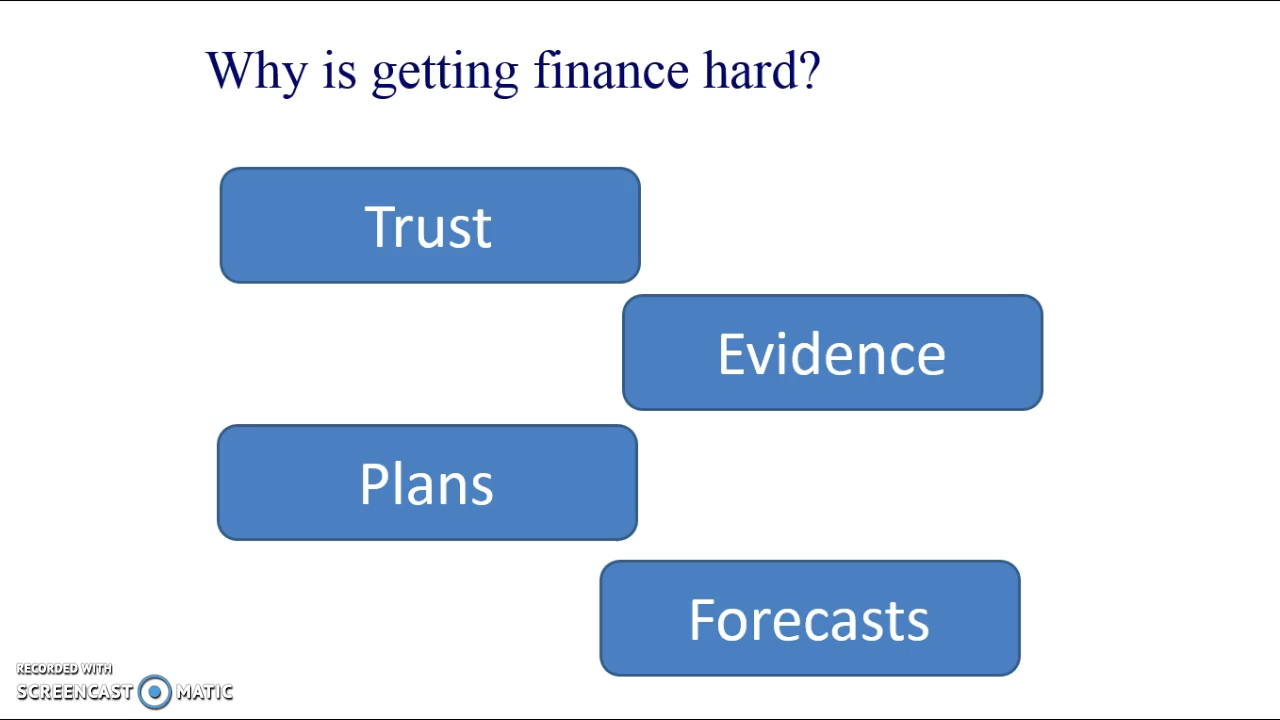 Why is getting finance hard?
Trust
Evidence
Plans
Forecasts
RECORDED WITH
SCREENCAST MATIC